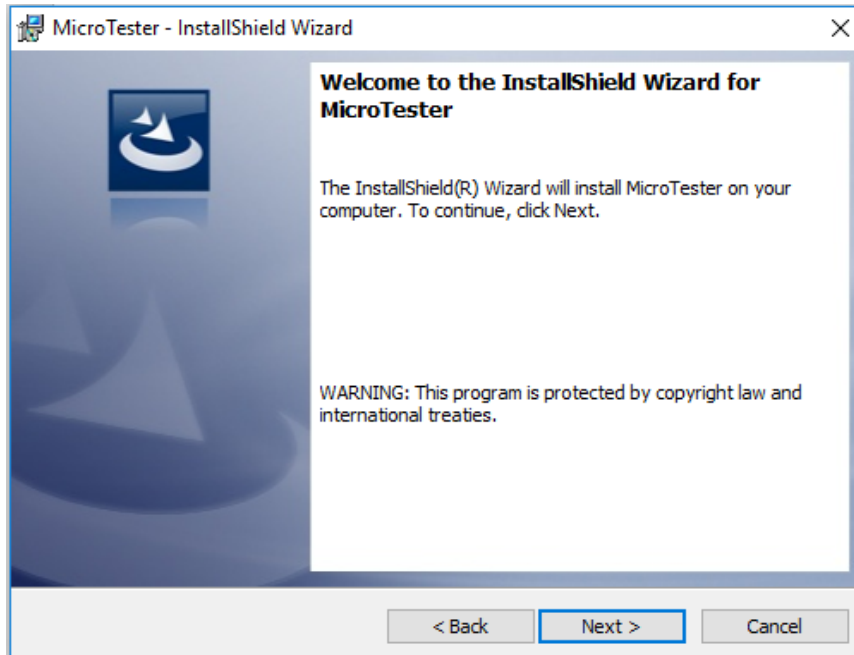 MicroTester - InstallShield Wizard
Welcome to the InstallShield Wizard for
MicroTester
The InstallShield(R) Wizard will install MicroTester on your
computer. To continue, click Next.
WARNING: This program is protected by copyright law and
international treaties.
< Back
Next >
Cancel